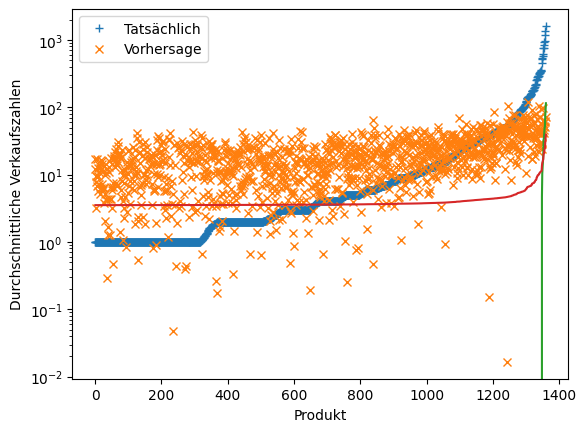 Tatsächlich
Vorhersage
Durchschnittliche Verkaufszahlen
10³
10²
10¹
10⁰
10⁻¹
10⁻²
0 200 400 600 800 1000 1200 1400
Produkt